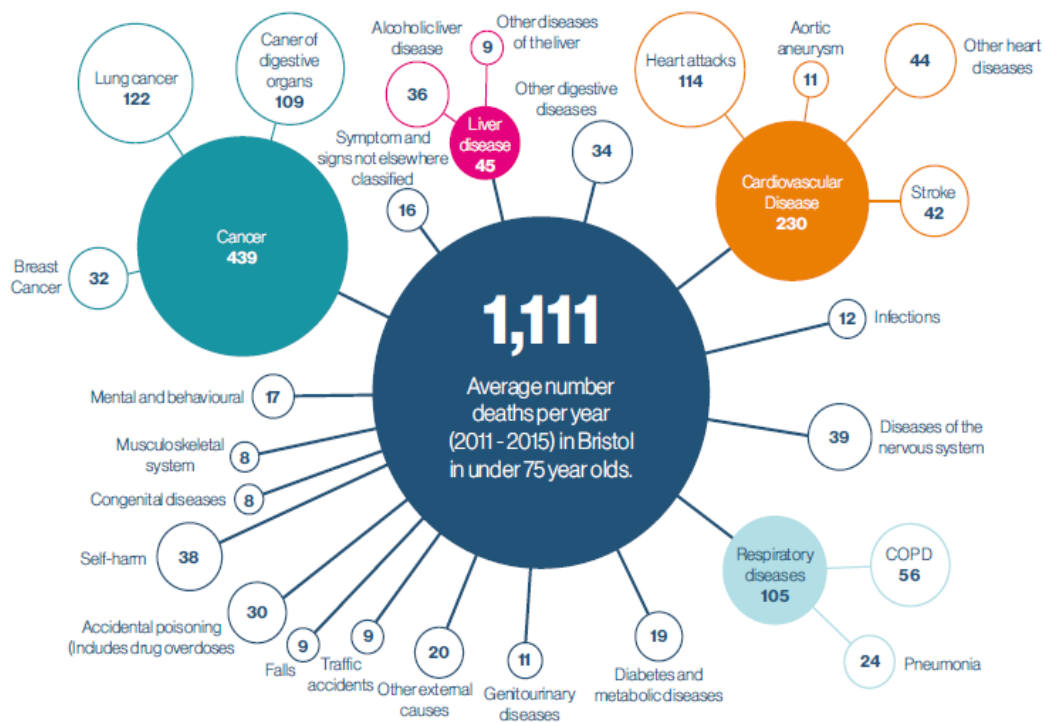 Lung cancer
122
Caner of
digestive
organs
109
Cancer
439
Breast
Cancer
32
Alcoholic liver
disease
36
Other diseases
of the liver
9
Liver
disease
45
Symptom and
signs not elsewhere
classified
16
Other digestive
diseases
34
Heart attacks
114
Aortic
aneurysm
11
Other heart
diseases
44
Cardiovascular
Disease
230
Stroke
42
1,111
Average number
deaths per year
(2011 - 2015) in Bristol
in under 75 year olds.
12
Infections
39
Diseases of the
nervous system
Respiratory
diseases
105
COPD
56
24
Pneumonia
Mental and behavioural
17
Musculoskeletal
system
8
Congenital diseases
8
Self-harm
38
Accidental poisoning
(Includes drug overdoses
30
Falls
9
Traffic
accidents
9
Other external
causes
20
Genitourinary
diseases
11
Diabetes and
metabolic diseases
19